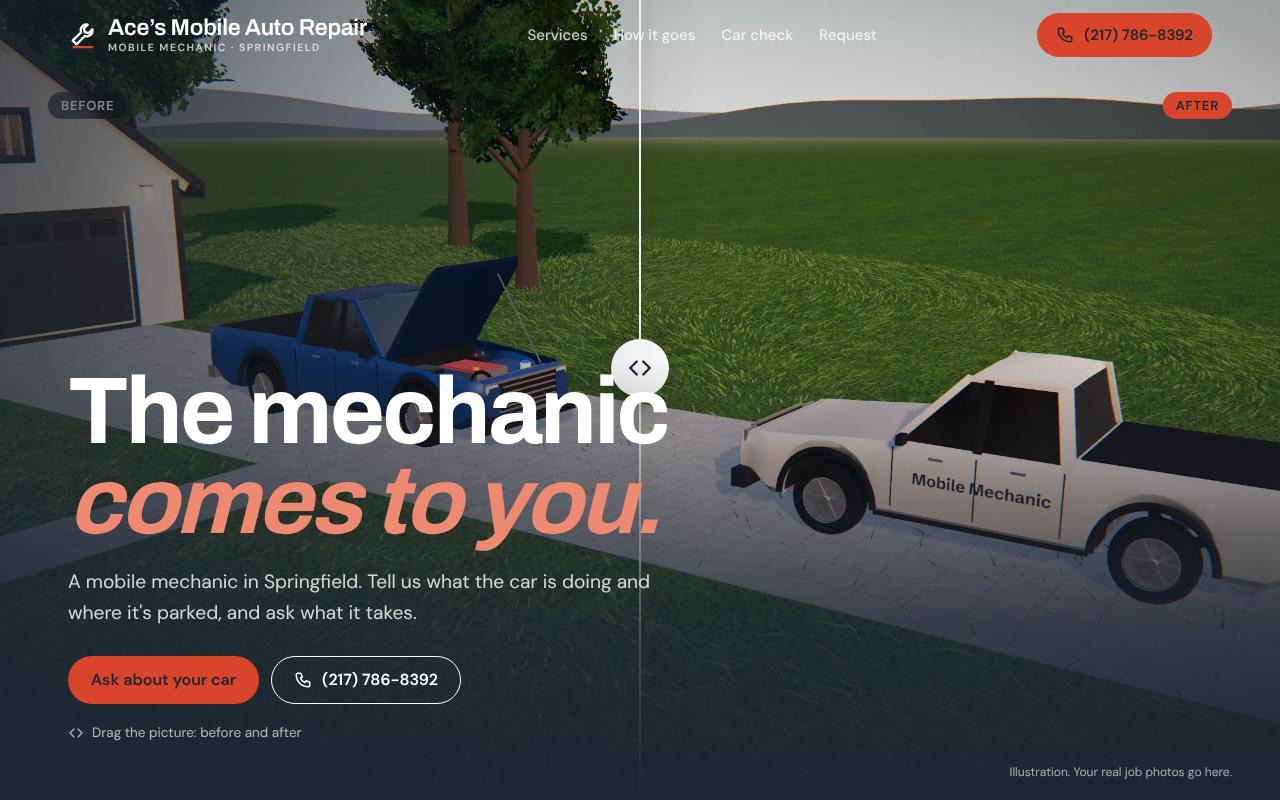 Ace’s Mobile Auto Repair
MOBILE MECHANIC · SPRINGFIELD
Services
How it goes
Car check
Request
(217) 786-8392
BEFORE
AFTER
The mechanic
comes to you.
Mobile Mechanic
A mobile mechanic in Springfield. Tell us what the car is doing and
where it's parked, and ask what it takes.
Ask about your car
(217) 786-8392
Drag the picture: before and after
Illustration. Your real job photos go here.